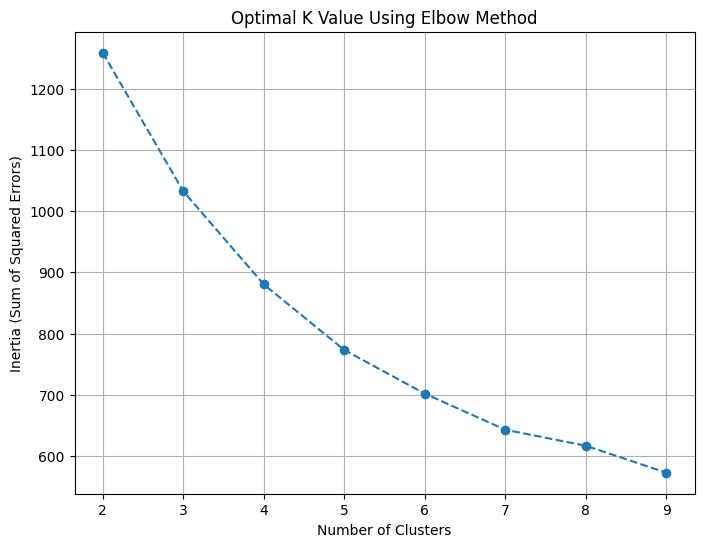 Optimal K Value Using Elbow Method
1200
1100
1000
900
800
700
600
Inertia (Sum of Squared Errors)
2 3 4 5 6 7 8 9
Number of Clusters